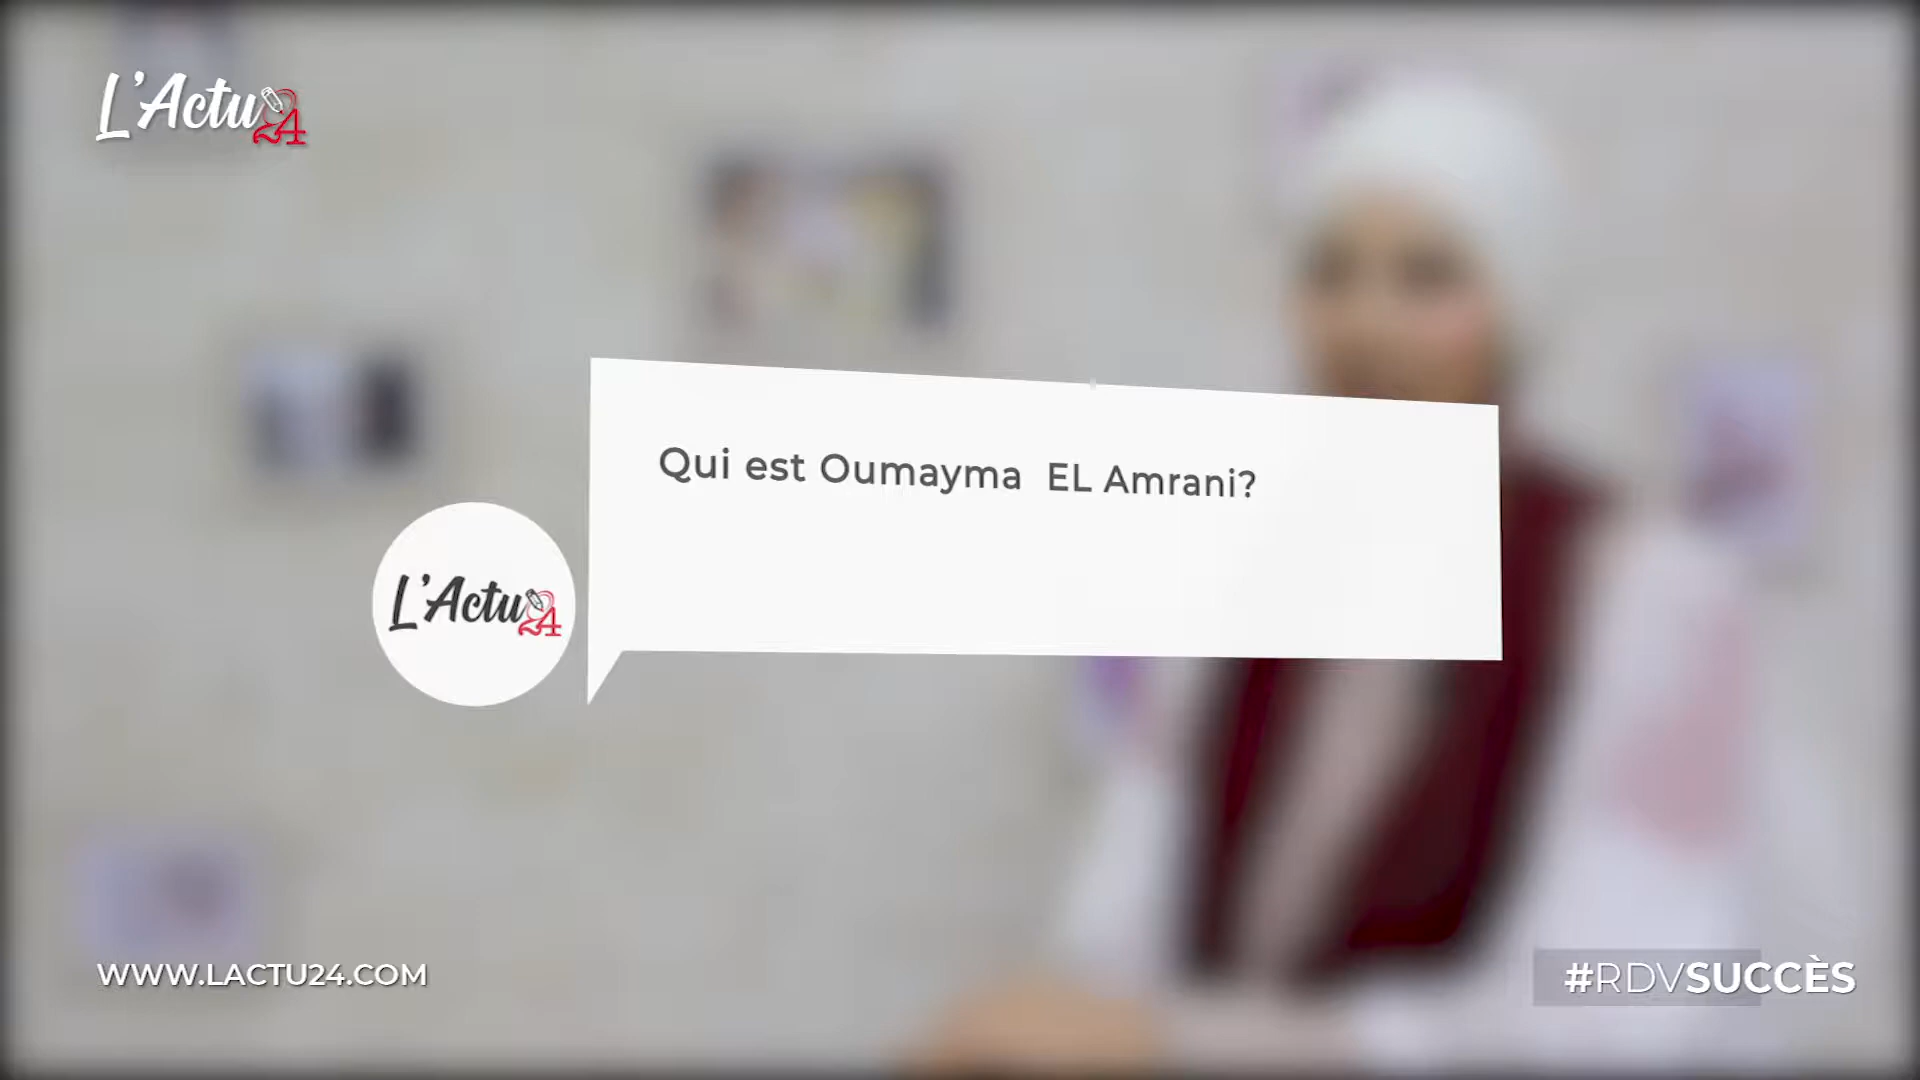 L'Actu24
Qui est Oumayma EL Amrani?
L'Actu24
WWW.LACTU24.COM
#RDVSUCCÈS